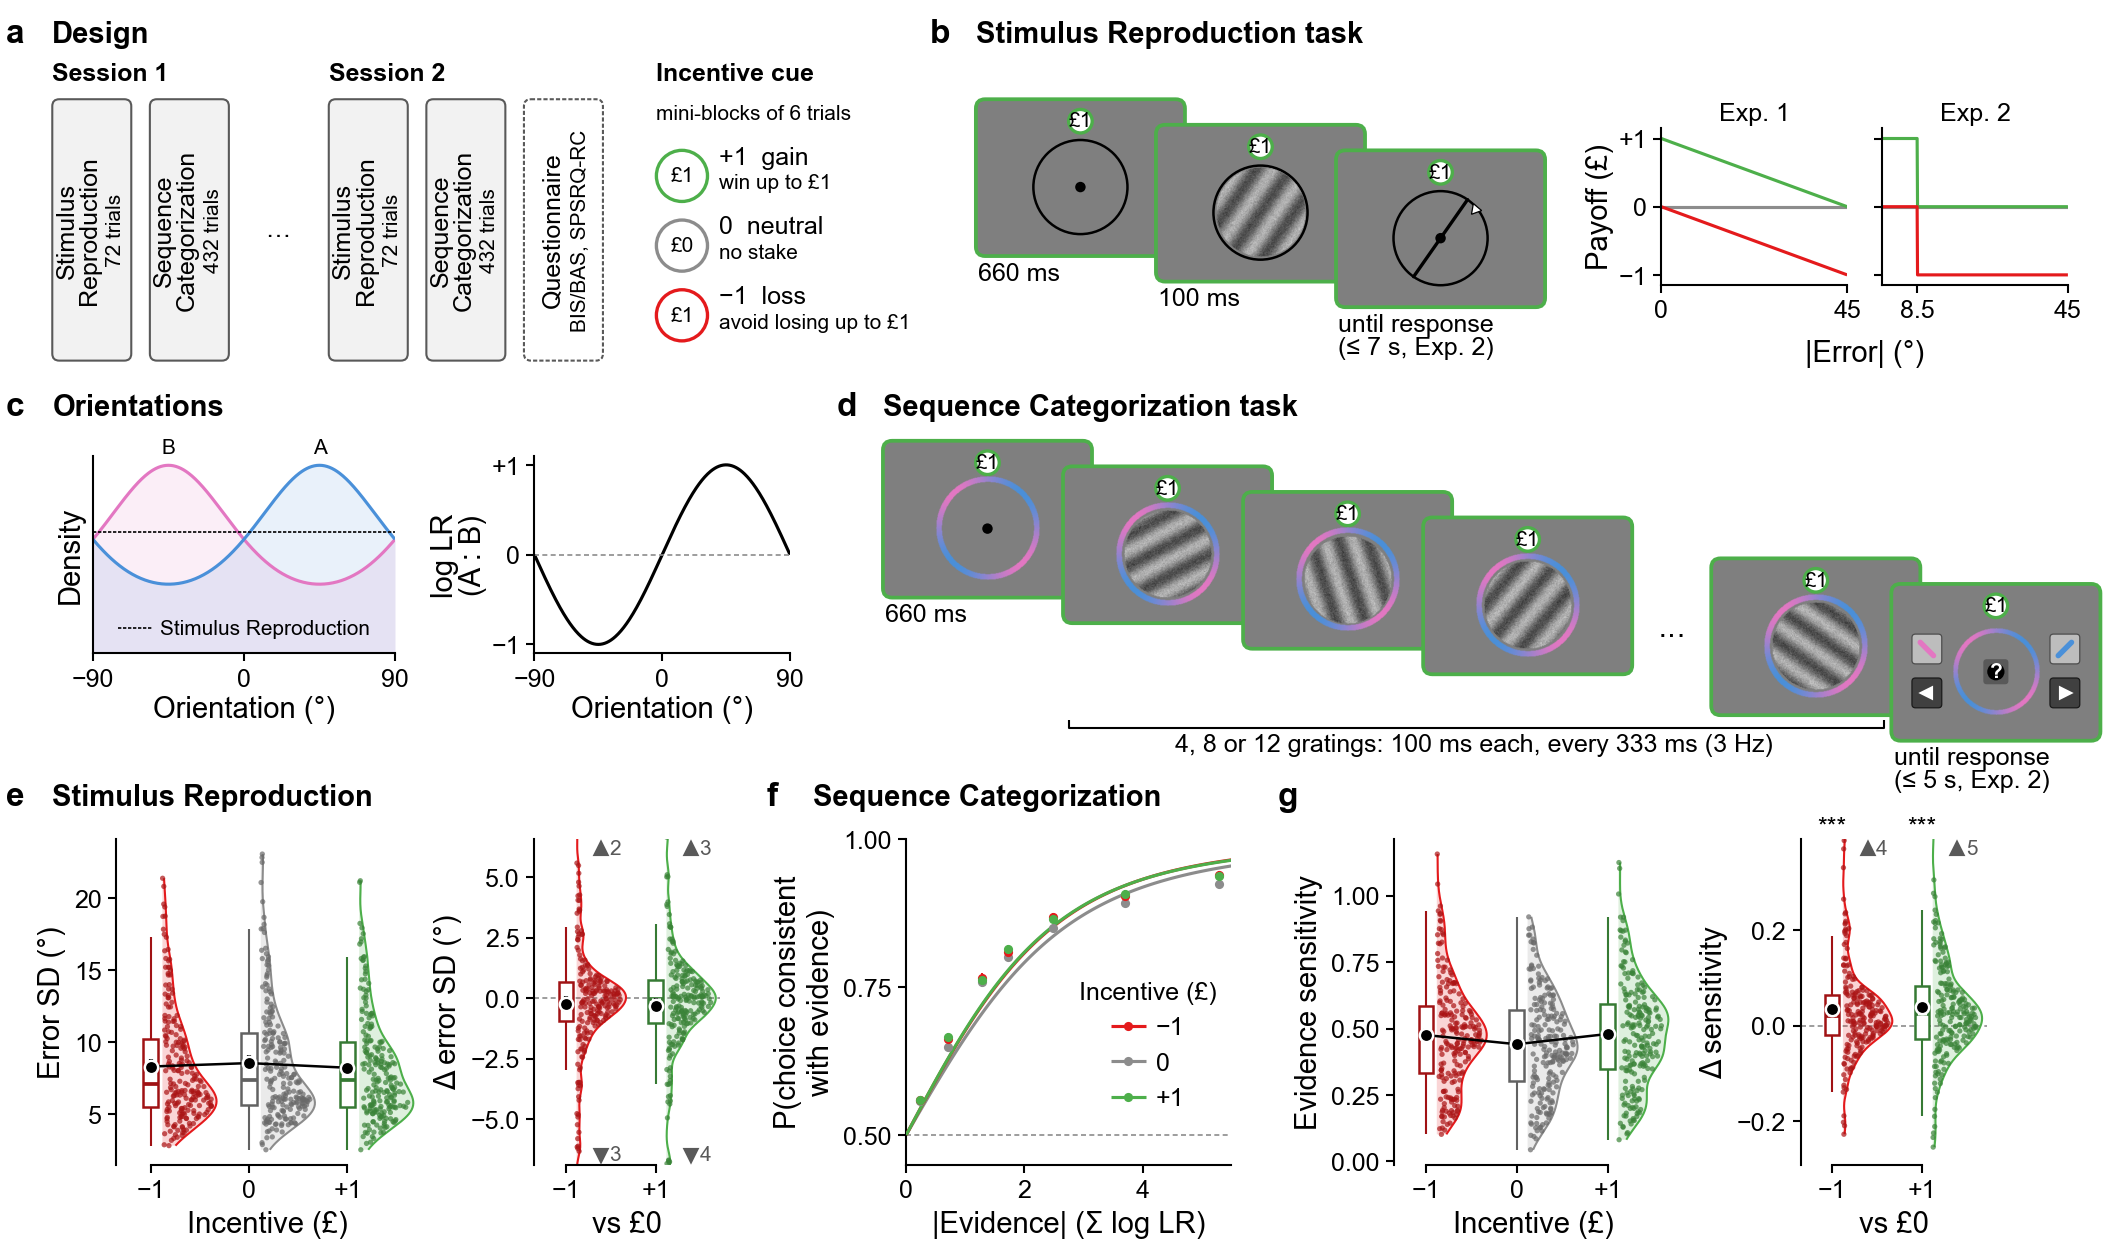 a Design
Session 1
Session 2
Incentive cue
Stimulus
Reproduction
72 trials
Sequence
Categorization
432 trials
...
Stimulus
Reproduction
72 trials
Sequence
Categorization
432 trials
Questionnaire
BIS/BAS, SPSRQ-RC
mini-blocks of 6 trials
£1
+1 gain
win up to £1
£0
0 neutral
no stake
£1
−1 loss
avoid losing up to £1
b Stimulus Reproduction task
£1
660 ms
£1
100 ms
£1
until response
(≤ 7 s, Exp. 2)
Payoff (£)
+1
0
−1
Exp. 1
0
45
Exp. 2
8.5
45
|Error| (°)
c Orientations
Density
B
A
Stimulus Reproduction
−90
0
90
Orientation (°)
log LR
(A : B)
+1
0
−1
−90
0
90
Orientation (°)
d Sequence Categorization task
£1
660 ms
£1
£1
£1
...
£1
£1
?
4, 8 or 12 gratings: 100 ms each, every 333 ms (3 Hz)
until response
(≤ 5 s, Exp. 2)
e Stimulus Reproduction
Error SD (°)
20
15
10
5
−1
0
+1
Incentive (£)
Δ error SD (°)
5.0
2.5
0.0
−2.5
−5.0
▲2
▲3
▼3
▼4
−1
+1
vs £0
f Sequence Categorization
P(choice consistent
with evidence)
1.00
0.75
0.50
Incentive (£)
−1
0
+1
0
2
4
|Evidence| (Σ log LR)
g
Evidence sensitivity
1.00
0.75
0.50
0.25
0.00
−1
0
+1
Incentive (£)
Δ sensitivity
***
***
▲4
▲5
0.2
0.0
−0.2
−1
+1
vs £0